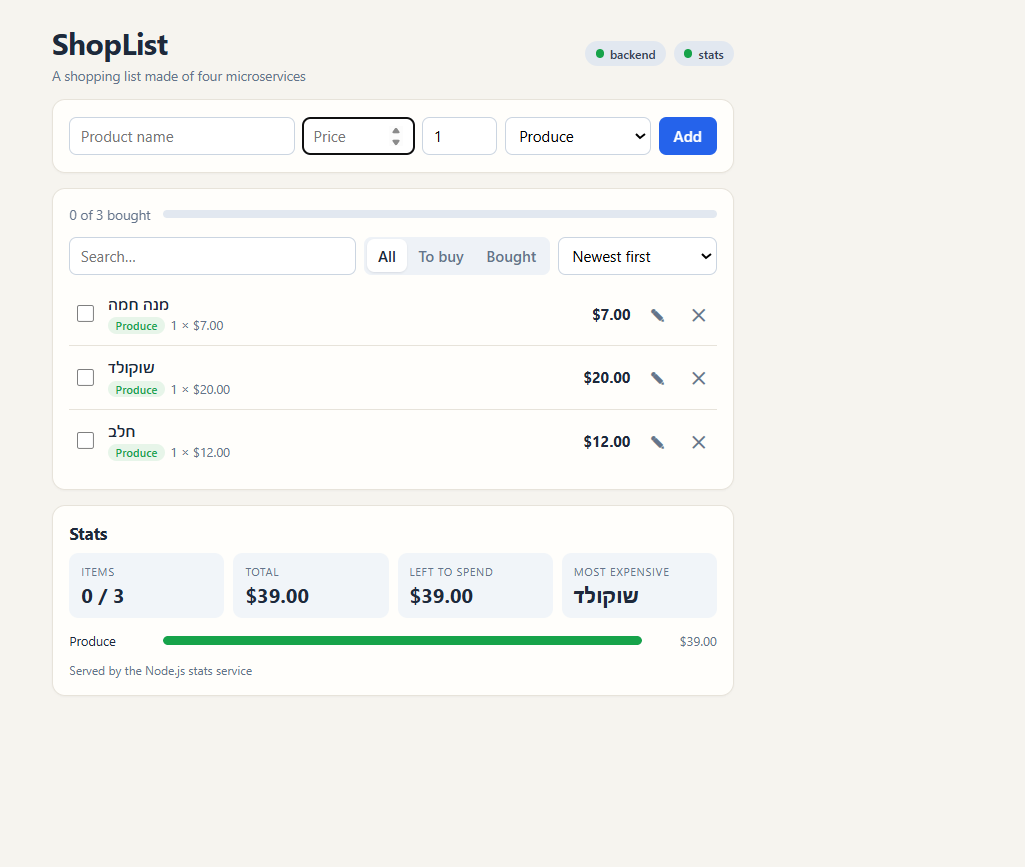 ShopList
backend stats
A shopping list made of four microservices
Product name Price 1 Produce Add
0 of 3 bought
Search... All To buy Bought Newest first
מנה חמה
$7.00
Produce 1 × $7.00
שוקולד
$20.00
Produce 1 × $20.00
חלב
$12.00
Produce 1 × $12.00
Stats
ITEMS TOTAL LEFT TO SPEND MOST EXPENSIVE
0 / 3 $39.00 $39.00 שוקולד
Produce $39.00
Served by the Node.js stats service